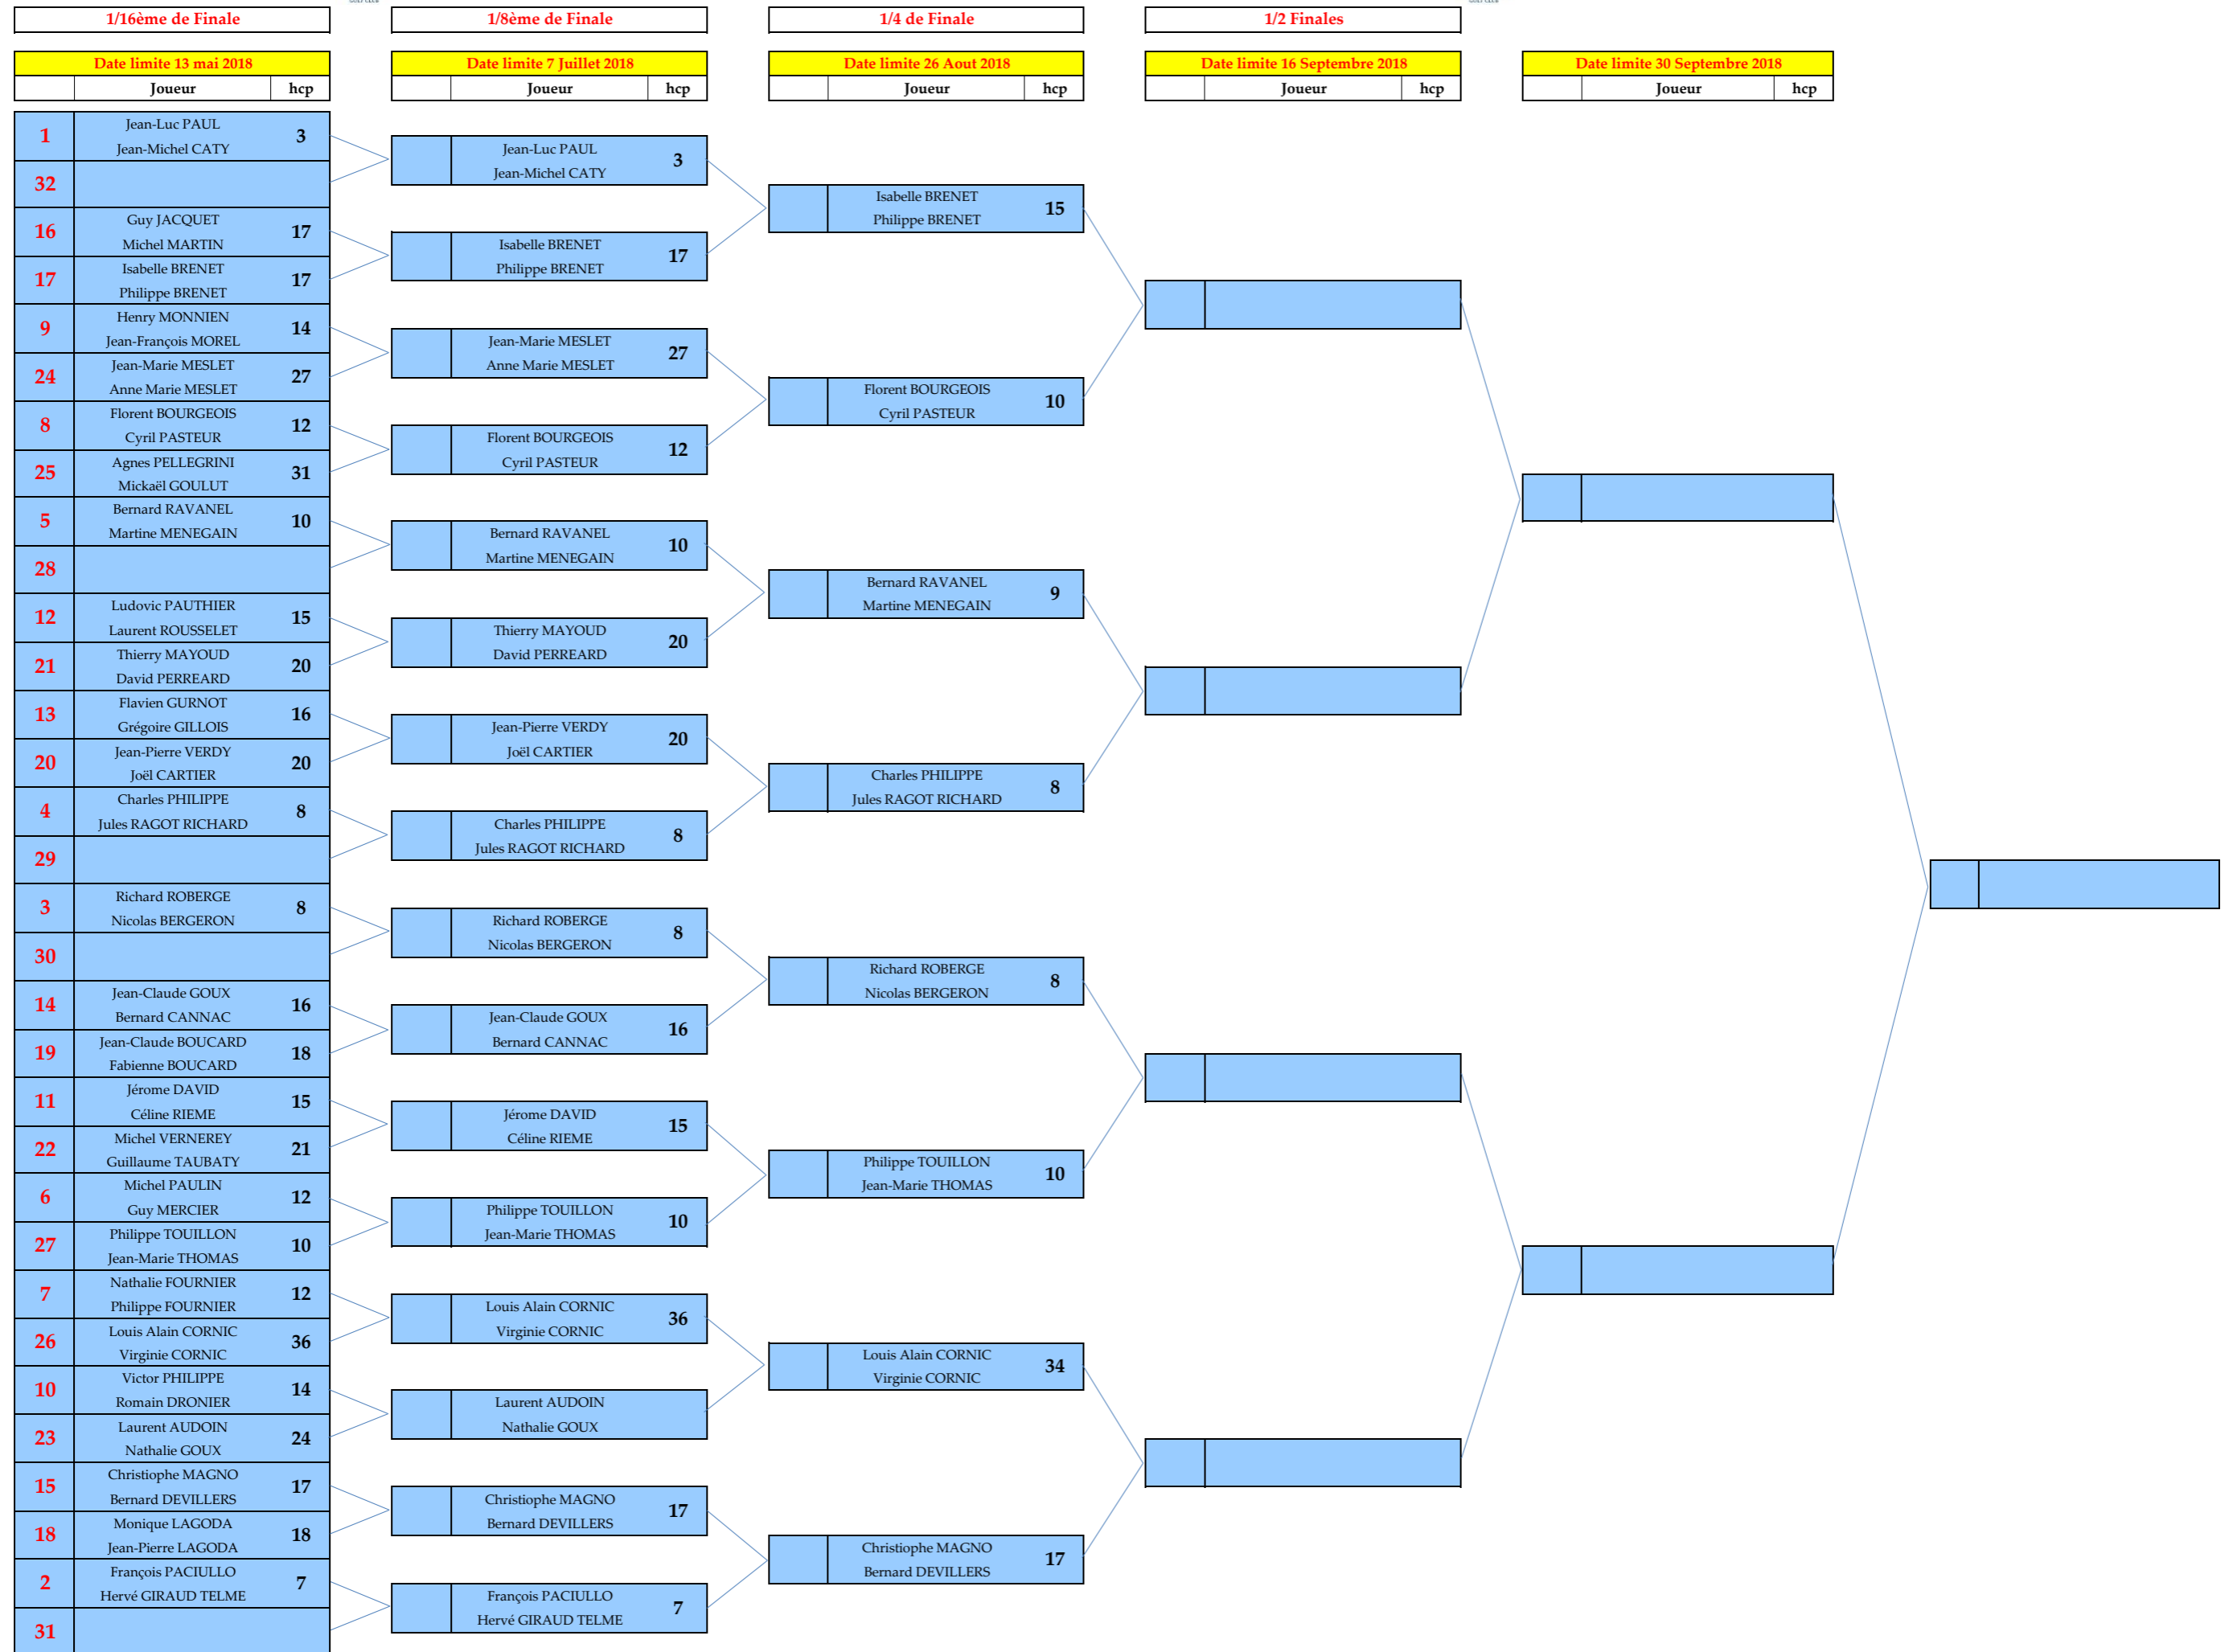 1/16ème de Finale
1/8ème de Finale
1/4 de Finale
1/2 Finales
Date limite 13 mai 2018
Date limite 7 Juillet 2018
Date limite 26 Aout 2018
Date limite 16 Septembre 2018
Date limite 30 Septembre 2018
Joueur hcp
Joueur hcp
Joueur hcp
Joueur hcp
Joueur hcp
1 Jean-Luc PAUL 3
Jean-Michel CATY
32
16 Guy JACQUET 17
Michel MARTIN
17 Isabelle BRENET 17
Philippe BRENET
9 Henry MONNIEN 14
Jean-François MOREL
24 Jean-Marie MESLET 27
Anne Marie MESLET
8 Florent BOURGEOIS 12
Cyril PASTEUR
25 Agnes PELLEGRINI 31
Mickaël GOULUT
5 Bernard RAVANEL 10
Martine MENEGAIN
28
12 Ludovic PAUTHIER 15
Laurent ROUSSELET
21 Thierry MAYOUD 20
David PERREARD
13 Flavien GURNOT 16
Grégoire GILLOIS
20 Jean-Pierre VERDY 20
Joël CARTIER
4 Charles PHILIPPE 8
Jules RAGOT RICHARD
29
3 Richard ROBERGE 8
Nicolas BERGERON
30
14 Jean-Claude GOUX 16
Bernard CANNAC
19 Jean-Claude BOUCARD 18
Fabienne BOUCARD
11 Jérome DAVID 15
Céline RIEME
22 Michel VERNEREY 21
Guillaume TAUBATY
6 Michel PAULIN 12
Guy MERCIER
27 Philippe TOUILLON 10
Jean-Marie THOMAS
7 Nathalie FOURNIER 12
Philippe FOURNIER
26 Louis Alain CORNIC 36
Virginie CORNIC
10 Victor PHILIPPE 14
Romain DRONIER
23 Laurent AUDOIN 24
Nathalie GOUX
15 Christiophe MAGNO 17
Bernard DEVILLERS
18 Monique LAGODA 18
Jean-Pierre LAGODA
2 François PACIULLO 7
Hervé GIRAUD TELME
31
Jean-Luc PAUL 3
Jean-Michel CATY
Isabelle BRENET 17
Philippe BRENET
Jean-Marie MESLET 27
Anne Marie MESLET
Florent BOURGEOIS 12
Cyril PASTEUR
Bernard RAVANEL 10
Martine MENEGAIN
Thierry MAYOUD 20
David PERREARD
Jean-Pierre VERDY 20
Joël CARTIER
Charles PHILIPPE 8
Jules RAGOT RICHARD
Richard ROBERGE 8
Nicolas BERGERON
Jean-Claude GOUX 16
Bernard CANNAC
Jérome DAVID 15
Céline RIEME
Philippe TOUILLON 10
Jean-Marie THOMAS
Louis Alain CORNIC 36
Virginie CORNIC
Laurent AUDOIN
Nathalie GOUX
Christiophe MAGNO 17
Bernard DEVILLERS
François PACIULLO 7
Hervé GIRAUD TELME
Isabelle BRENET 15
Philippe BRENET
Florent BOURGEOIS 10
Cyril PASTEUR
Bernard RAVANEL 9
Martine MENEGAIN
Charles PHILIPPE 8
Jules RAGOT RICHARD
Richard ROBERGE 8
Nicolas BERGERON
Philippe TOUILLON 10
Jean-Marie THOMAS
Louis Alain CORNIC 34
Virginie CORNIC
Christiophe MAGNO 17
Bernard DEVILLERS